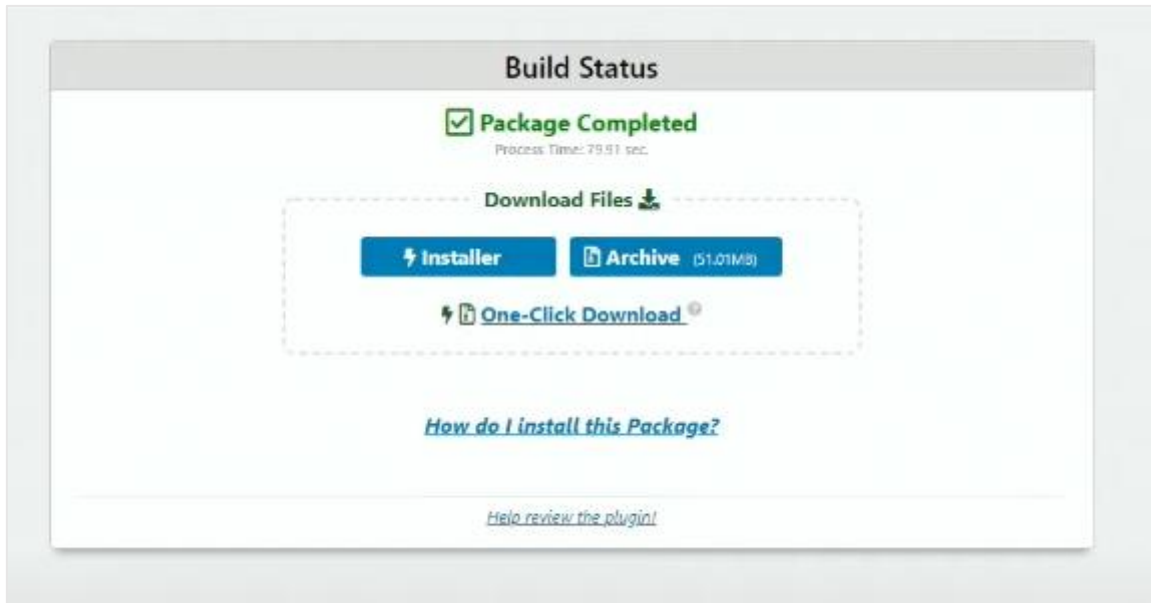 Build Status
Package Completed
Process Time: 79.91 sec.
Download Files
Installer
Archive (51.01MB)
One-Click Download ?
How do I install this Package?
Help review the plugin!